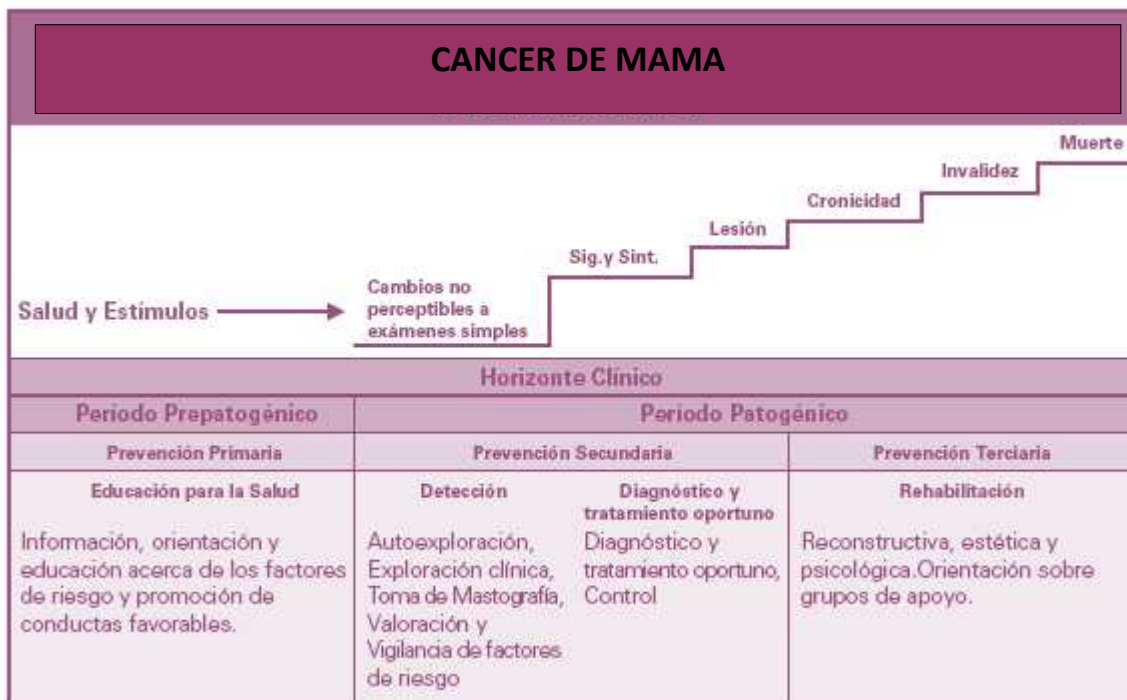 CANCER DE MAMA
Muerte
Invalidez
Cronicidad
Lesión
Sig.y Sint.
Cambios no
perceptibles a
exámenes simples
Salud y Estímulos
Horizonte Clínico
Período Prepatogénico
Periodo Patogénico
Prevención Primaria
Prevención Secundaria
Prevención Terciaria
Educación para la Salud
Información, orientación y
educación acerca de los factores
de riesgo y promoción de
conductas favorables.
Detección
Autoexploración,
Exploración clínica,
Toma de Mastografía,
Valoración y
Vigilancia de factores
de riesgo
Diagnóstico y
tratamiento oportuno
Diagnóstico y
tratamiento oportuno,
Control
Rehabilitación
Reconstructiva, estética y
psicológica.Orientación sobre
grupos de apoyo.